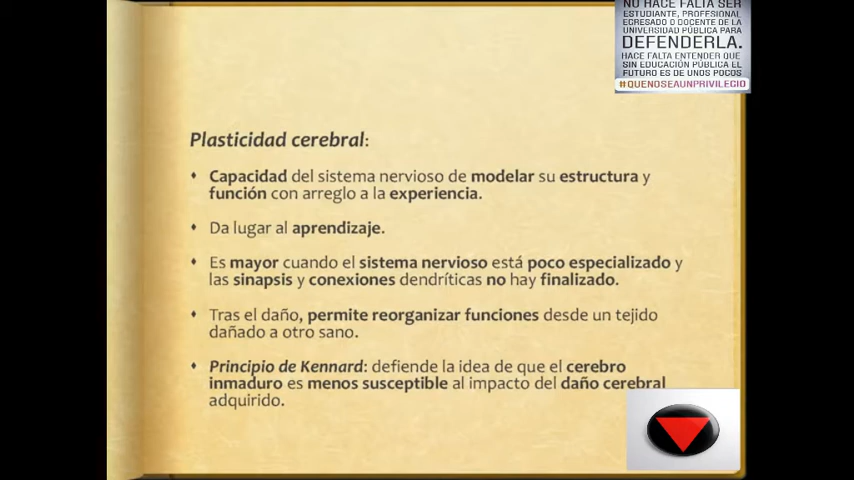 NO HACE FALTA SER
ESTUDIANTE, PROFESIONAL
EGRESADO O DOCENTE DE LA
UNIVERSIDAD PÚBLICA PARA
DEFENDERLA.
HACE FALTA ENTENDER QUE
SIN EDUCACIÓN PÚBLICA EL
FUTURO ES DE UNOS POCOS
#QUENOSEAUNPRIVILEGIO
Plasticidad cerebral:
Capacidad del sistema nervioso de modelar su estructura y
función con arreglo a la experiencia.
Da lugar al aprendizaje.
Es mayor cuando el sistema nervioso está poco especializado y
las sinapsis y conexiones dendríticas no hay finalizado.
Tras el daño, permite reorganizar funciones desde un tejido
dañado a otro sano.
Principio de Kennard: defiende la idea de que el cerebro
inmaduro es menos susceptible al impacto del daño cerebral
adquirido.